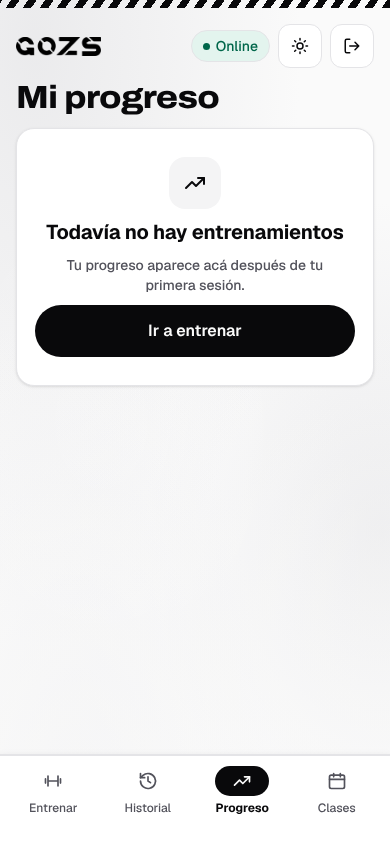 GOZS
Online
Mi progreso
Todavía no hay entrenamientos
Tu progreso aparece acá después de tu
primera sesión.
Ir a entrenar
Entrenar
Historial
Progreso
Clases